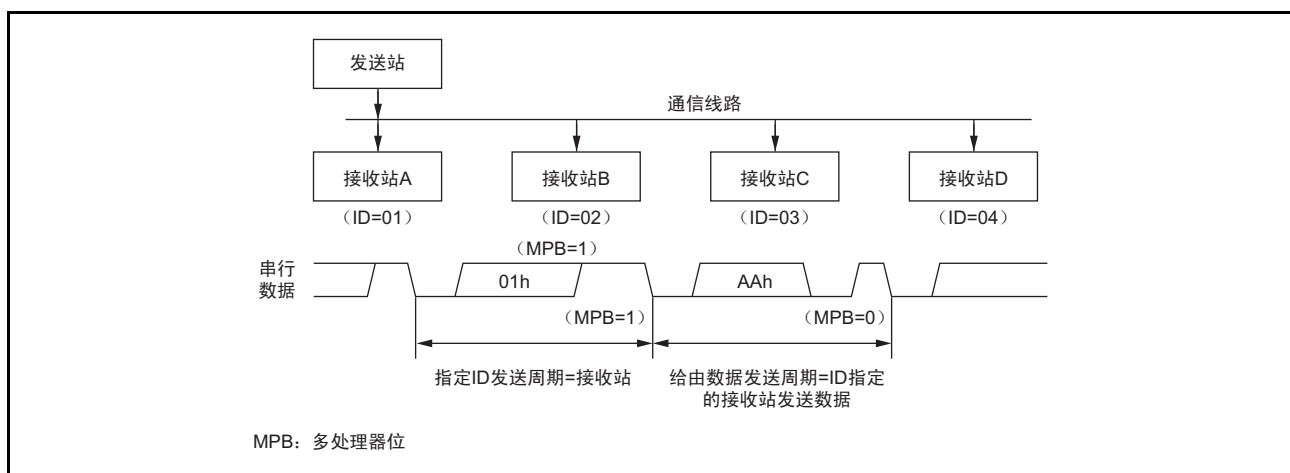 发送站
通信线路
接收站A 接收站B 接收站C 接收站D
（ID=01） （ID=02） （ID=03） （ID=04）
（MPB=1）
串行
数据
01h AAh
（MPB=1） （MPB=0）
指定ID发送周期=接收站
给由数据发送周期=ID指定
的接收站发送数据
MPB：多处理器位